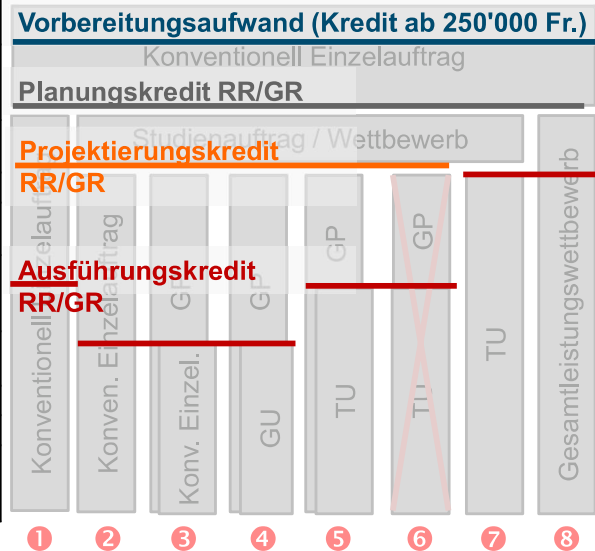 Vorbereitungsaufwand (Kredit ab 250'000 Fr.)
Konventionell Einzelauftrag
Planungskredit RR/GR
Studienauftrag / Wettbewerb
Projektierungskredit
RR/GR
Ausführungskredit
RR/GR
Konventionell Einzelauftrag
Konven. Einzelauftrag
GP
Konv. Einzel.
GP
GU
GP
TU
GP
TU
TU
Gesamtleistungswettbewerb
1 2 3 4 5 6 7 8